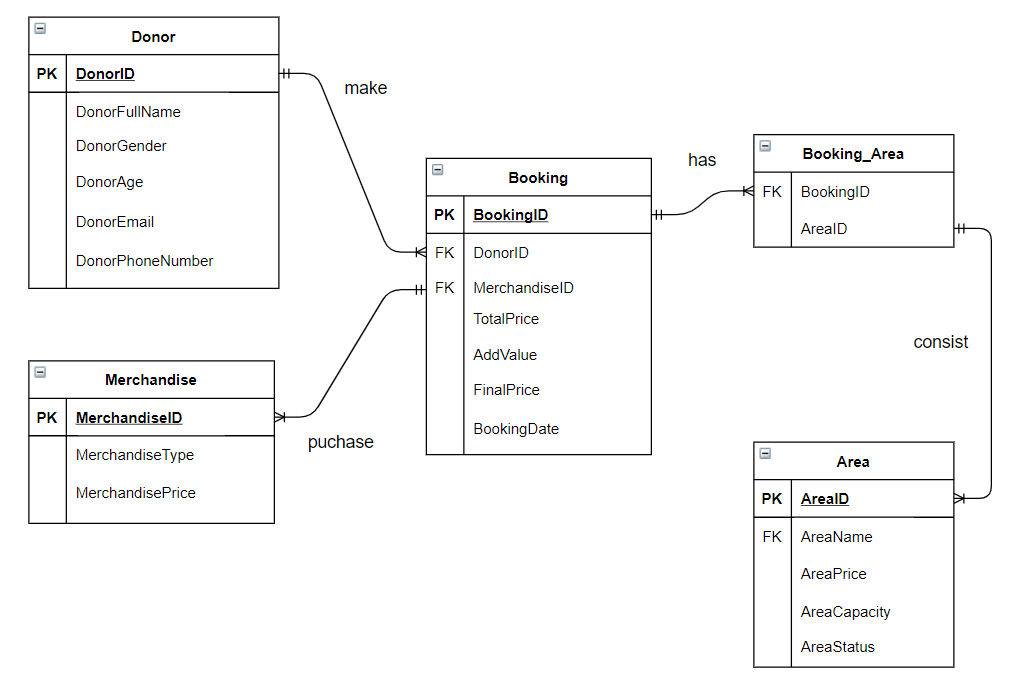 Donor
PK DonorID
DonorFullName
DonorGender
DonorAge
DonorEmail
DonorPhoneNumber
make
Merchandise
PK MerchandiseID
MerchandiseType
MerchandisePrice
puchase
Booking
PK BookingID
FK DonorID
FK MerchandiseID
TotalPrice
AddValue
FinalPrice
BookingDate
has
Booking_Area
FK BookingID
AreaID
consist
Area
PK AreaID
FK AreaName
AreaPrice
AreaCapacity
AreaStatus